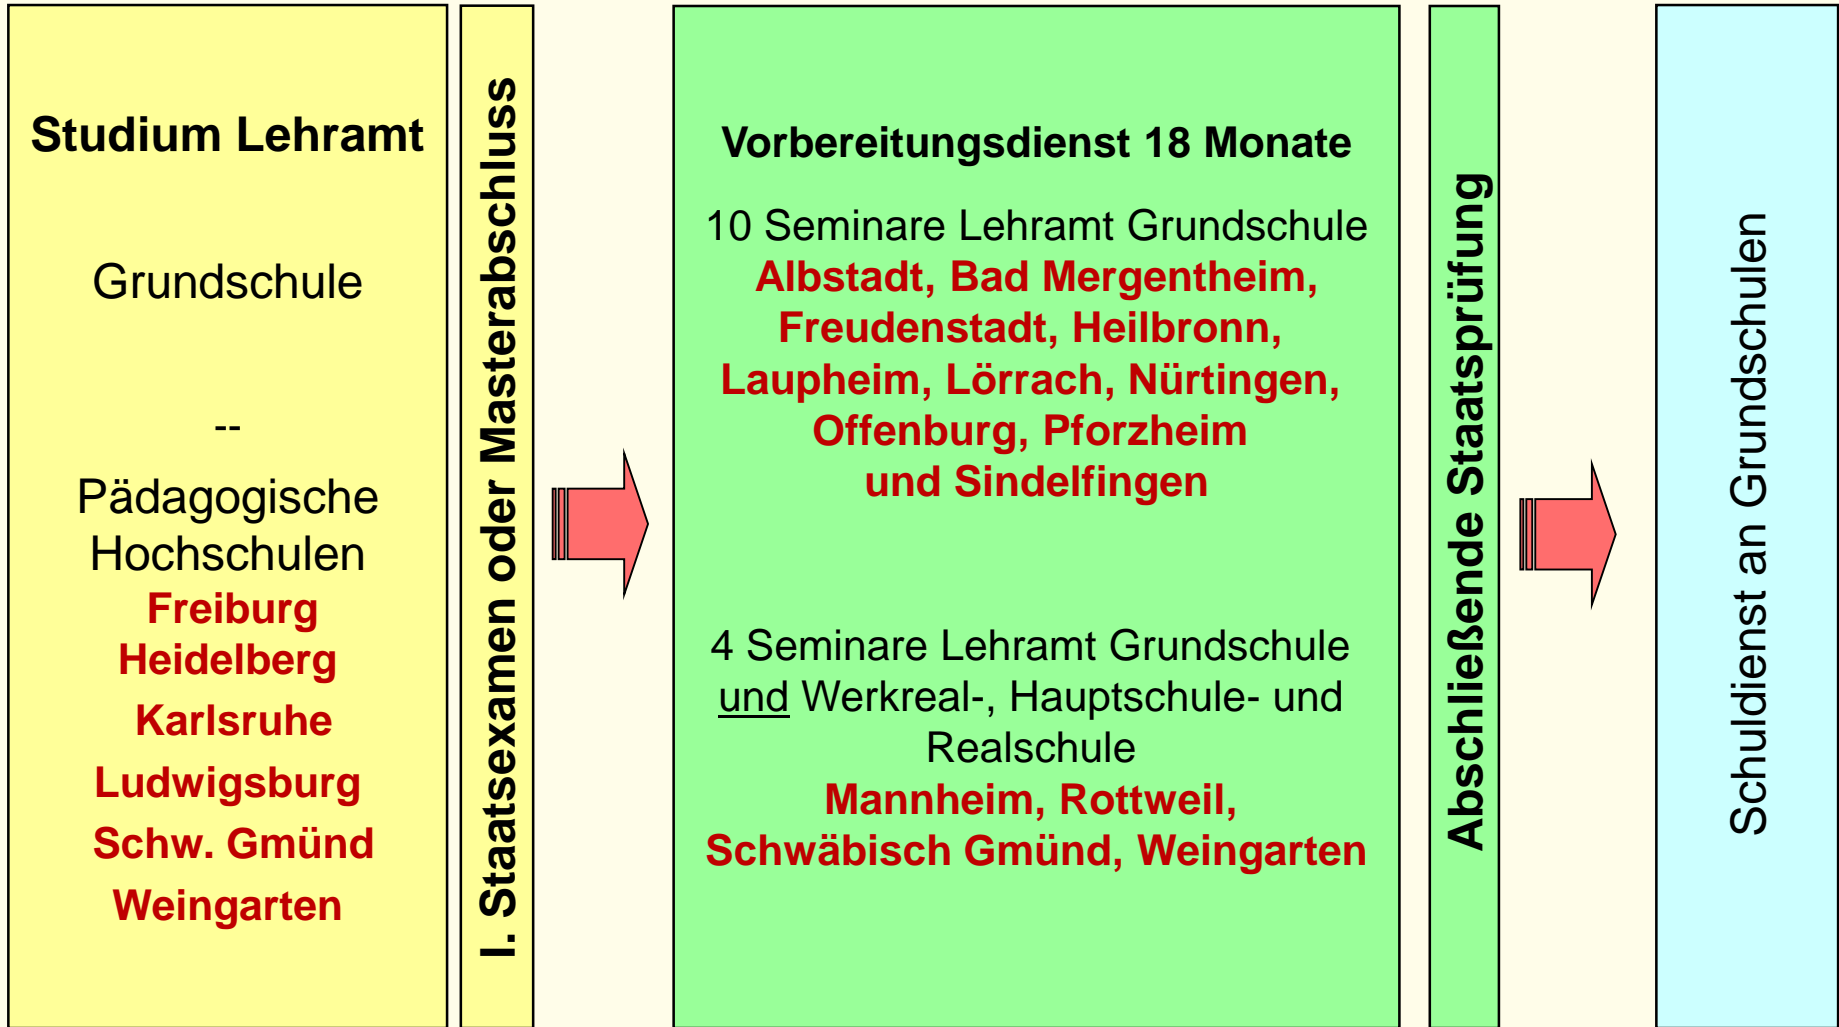 Studium Lehramt
Grundschule
--
Pädagogische
Hochschulen
Freiburg
Heidelberg
Karlsruhe
Ludwigsburg
Schw. Gmünd
Weingarten
I. Staatsexamen oder Masterabschluss
Vorbereitungsdienst 18 Monate
10 Seminare Lehramt Grundschule
Albstadt, Bad Mergentheim,
Freudenstadt, Heilbronn,
Laupheim, Lörrach, Nürtingen,
Offenburg, Pforzheim
und Sindelfingen
4 Seminare Lehramt Grundschule
und Werkreal-, Hauptschule- und
Realschule
Mannheim, Rottweil,
Schwäbisch Gmünd, Weingarten
Abschließende Staatsprüfung
Schuldienst an Grundschulen